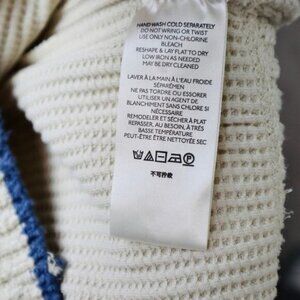 HAND WASH COLD SEPARATELY
DO NOT WRING OR TWIST
USE ONLY NON-CHLORINE
BLEACH
RESHAPE & LAY FLAT TO DRY
LOW IRON AS NEEDED
MAY BE DRY CLEANED
LAVER À LA MAIN À L'EAU FROIDE
SÉPARÉMEN
NE PAS TORDRE OU ESSORER
UTILISER UN AGENT DE
BLANCHIMENT SANS CHLORE SI
NÉCESSAIRE
REMODELER ET SÉCHER À PLAT
REPASSER, AU BESOIN, À TRÈS
BASSE TEMPÉRATURE
PEUT-ÊTRE ÊTRE NETTOYÉ SEC
不可拧绞